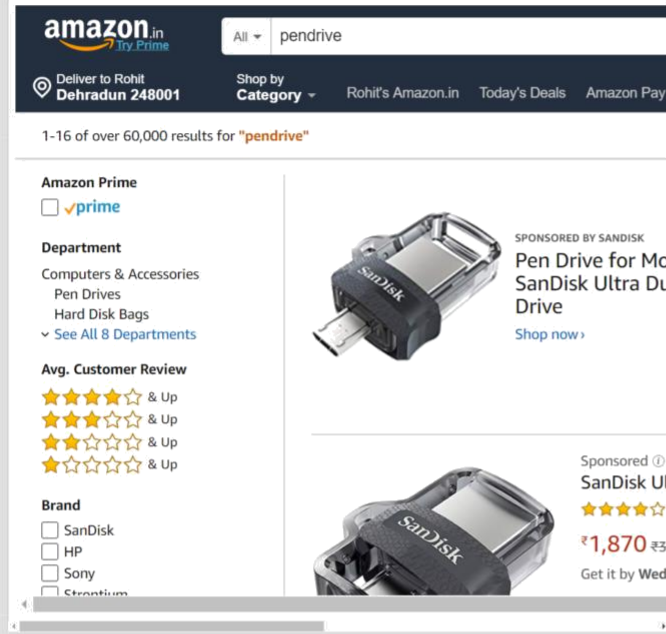 amazon.in
Try Prime
All
pendrive
Deliver to Rohit
Dehradun 248001
Shop by
Category
Rohit's Amazon.in
Today's Deals
Amazon Pay
1-16 of over 60,000 results for "pendrive"
Amazon Prime
prime
Department
Computers & Accessories
Pen Drives
Hard Disk Bags
See All 8 Departments
Avg. Customer Review
& Up
& Up
& Up
& Up
Brand
SanDisk
HP
Sony
Strontium
SanDisk
SPONSORED BY SANDISK
Pen Drive for Mo
SanDisk Ultra Du
Drive
Shop now›
SanDisk
Sponsored
SanDisk Ul
₹1,870 ₹3
Get it by Wed